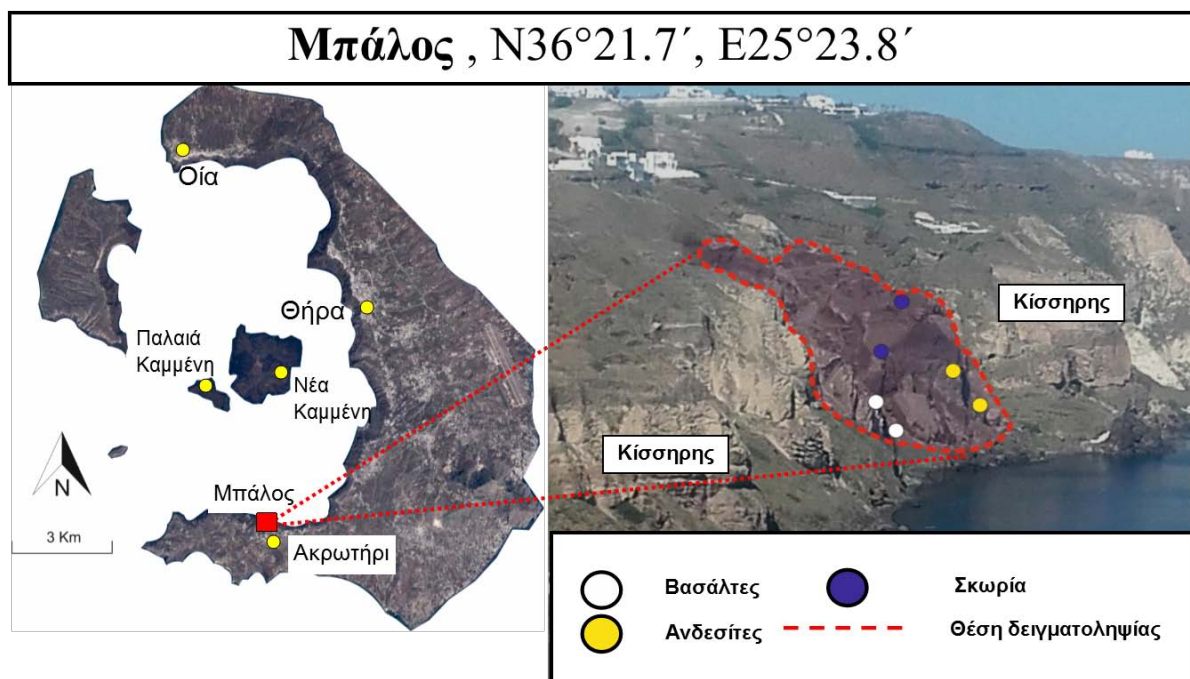 Μπάλος , N36°21.7΄, E25°23.8΄
Οία
Θήρα
Παλαιά
Καμμένη
Νέα
Καμμένη
N
Μπάλος
3 Km
Ακρωτήρι
Κίσσηρης
Κίσσηρης
Βασάλτες
Σκωρία
Ανδεσίτες
Θέση δειγματοληψίας